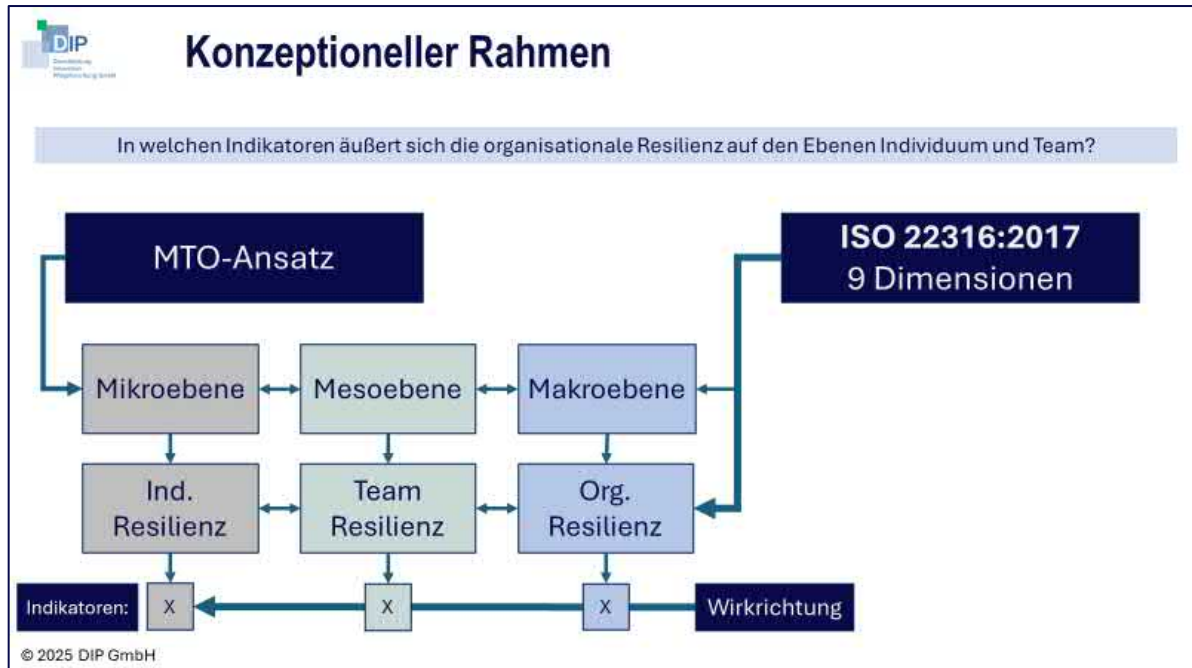 DIP
Konzeptioneller Rahmen
In welchen Indikatoren äußert sich die organisationale Resilienz auf den Ebenen Individuum und Team?
MTO-Ansatz
ISO 22316:2017
9 Dimensionen
Mikroebene
Mesoebene
Makroebene
Ind.
Resilienz
Team
Resilienz
Org.
Resilienz
Indikatoren:
X
X
X
Wirkrichtung
© 2025 DIP GmbH